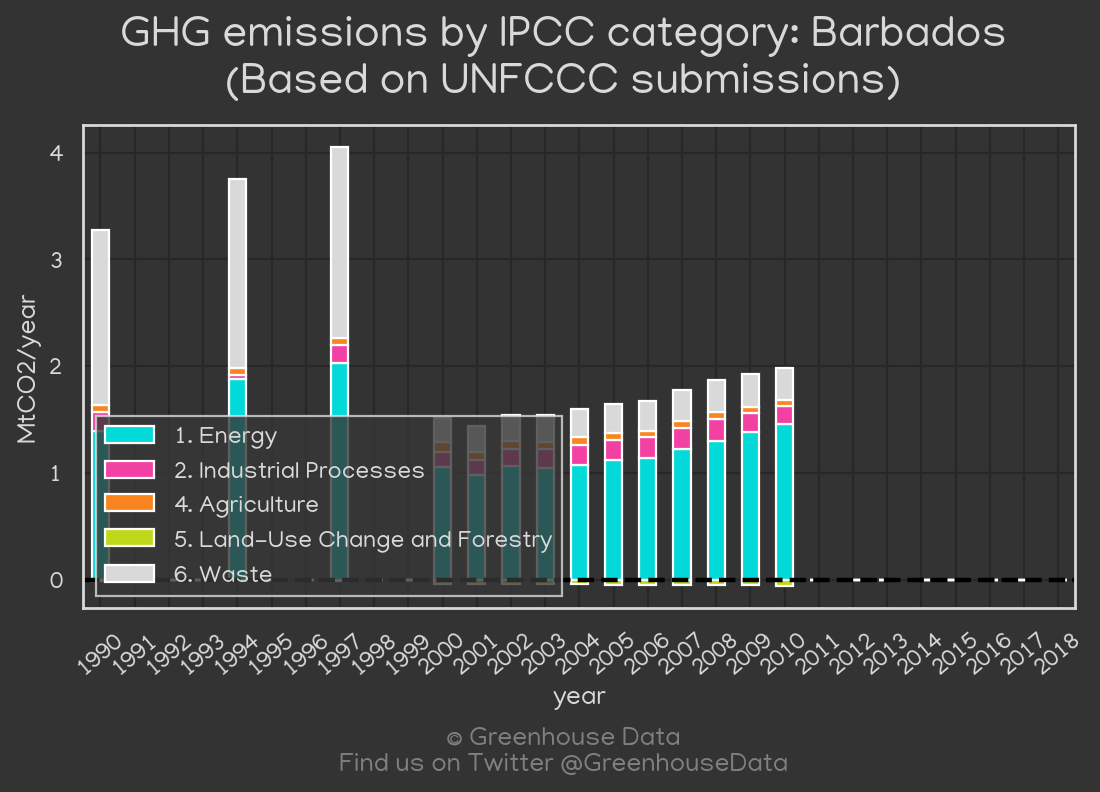 GHG emissions by IPCC category: Barbados
(Based on UNFCCC submissions)
MtCO2/year
4
3
2
1
0
1. Energy
2. Industrial Processes
4. Agriculture
5. Land-Use Change and Forestry
6. Waste
1990 1991 1992 1993 1994 1995 1996 1997 1998 1999 2000 2001 2002 2003 2004 2005 2006 2007 2008 2009 2010 2011 2012 2013 2014 2015 2016 2017 2018
year
© Greenhouse Data
Find us on Twitter @GreenhouseData